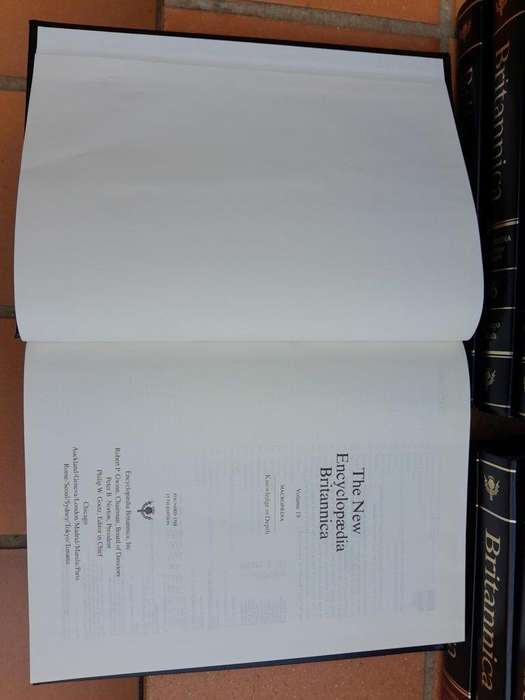 The New
Encyclopædia
Britannica
Volume 19
MACROPÆDIA
Knowledge in Depth
FOUNDED 1768
15TH EDITION
Encyclopædia Britannica, Inc.
Robert P. Gwinn, Chairman, Board of Directors
Peter B. Norton, President
Philip W. Goetz, Editor in Chief
Chicago
Auckland/Geneva/London/Madrid/Manila/Paris
Rome/Seoul/Sydney/Tokyo/Toronto
Britannica
Britannica